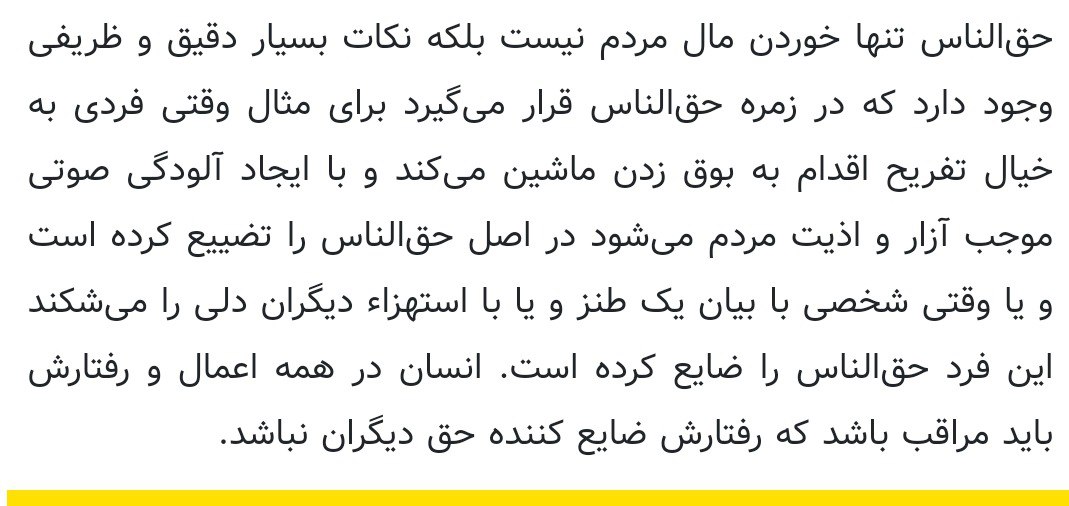 حق‌الناس تنها خوردن مال مردم نیست بلکه نکات بسیار دقیق و ظریفی
وجود دارد که در زمره حق‌الناس قرار می‌گیرد برای مثال وقتی فردی به
خیال تفریح اقدام به بوق زدن ماشین می‌کند و با ایجاد آلودگی صوتی
موجب آزار و اذیت مردم می‌شود در اصل حق‌الناس را تضییع کرده است
و یا وقتی شخصی با بیان یک طنز و یا با استهزاء دیگران دلی را می‌شکند
این فرد حق‌الناس را ضایع کرده است. انسان در همه اعمال و رفتارش
باید مراقب باشد که رفتارش ضایع کننده حق دیگران نباشد.